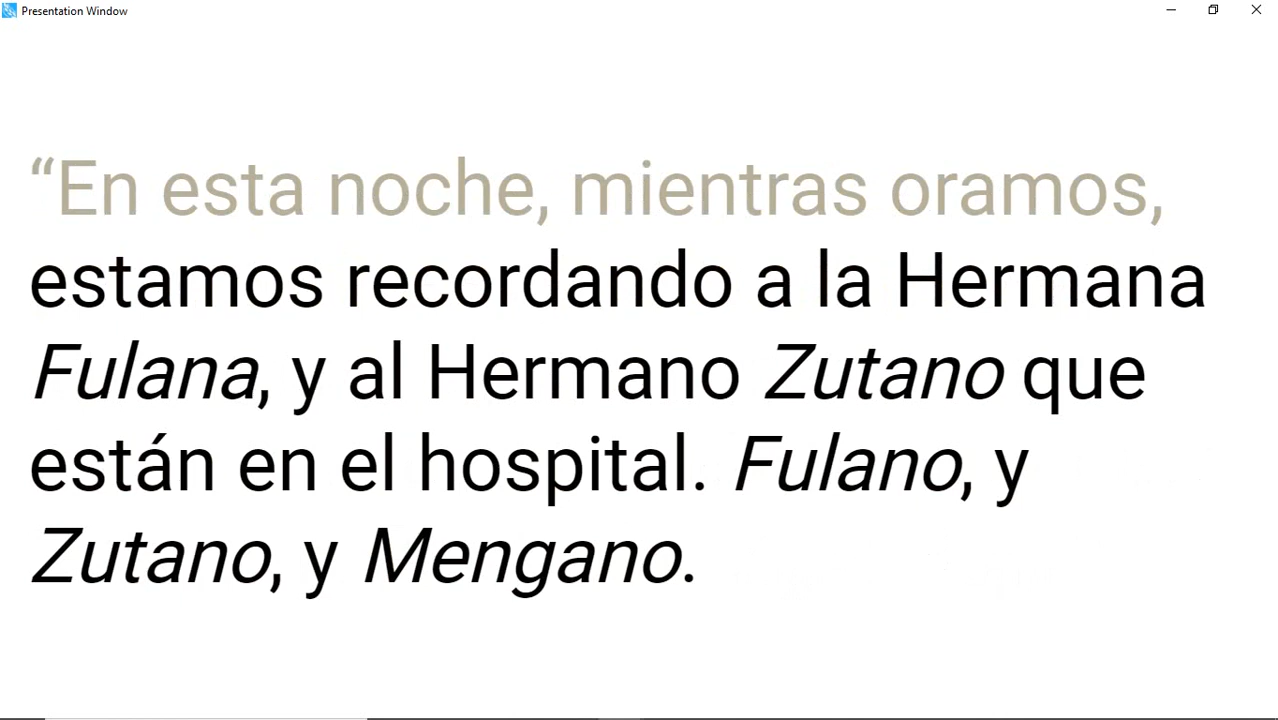 Presentation Window
“En esta noche, mientras oramos,
estamos recordando a la Hermana
Fulana, y al Hermano Zutano que
están en el hospital. Fulano, y
Zutano, y Mengano.